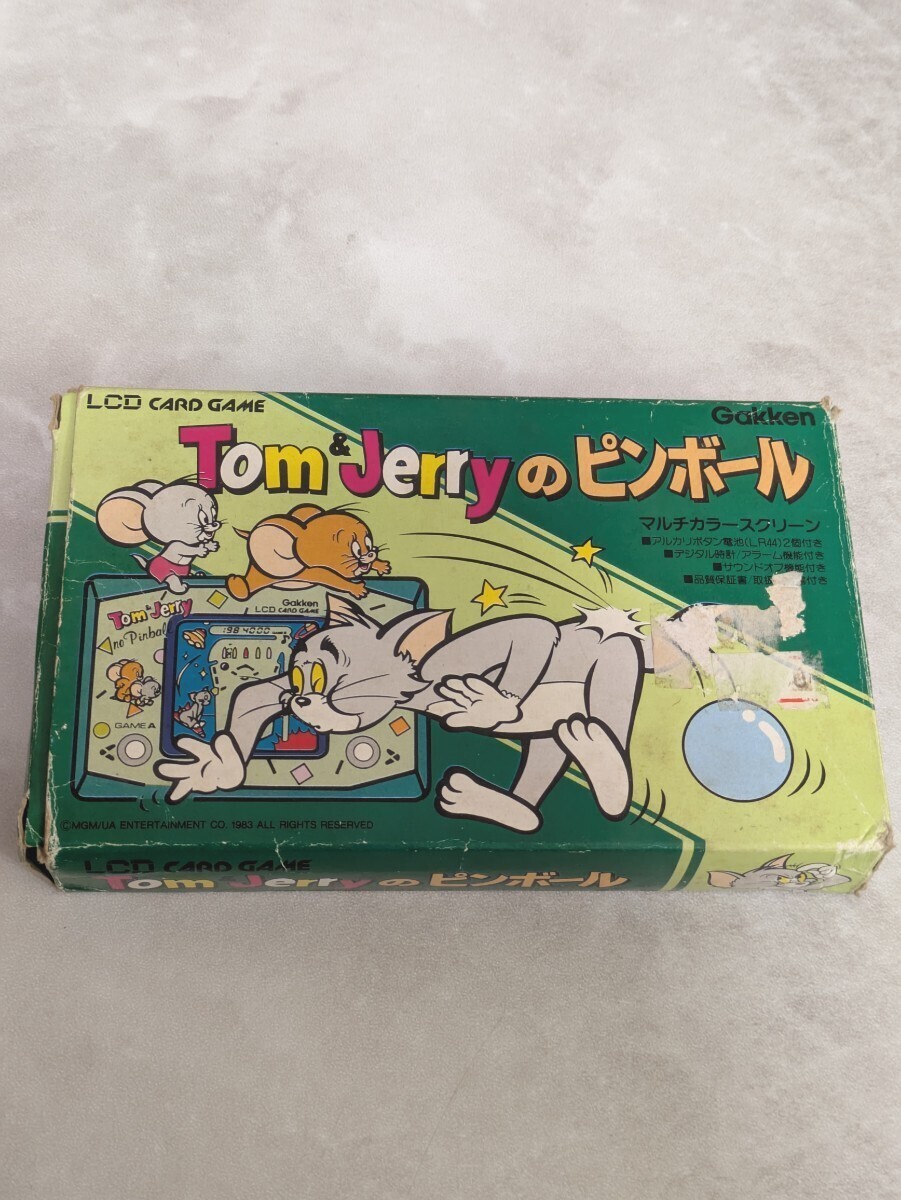 LCD CARD GAME
Gakken
Tom & Jerryのピンボール
マルチカラースクリーン
■アルカリボタン電池(LR44)2個付き
■デジタル時計/アラーム機能付き
■サウンドオフ機能付き
■品質保証書/取扱 付き
Tom & Jerry
no Pinball
Gakken
LCD CARD GAME
198.4000
GAME A
©MGM/UA ENTERTAINMENT CO. 1983 ALL RIGHTS RESERVED
LCD CARD GAME
Tom & Jerryのピンボール